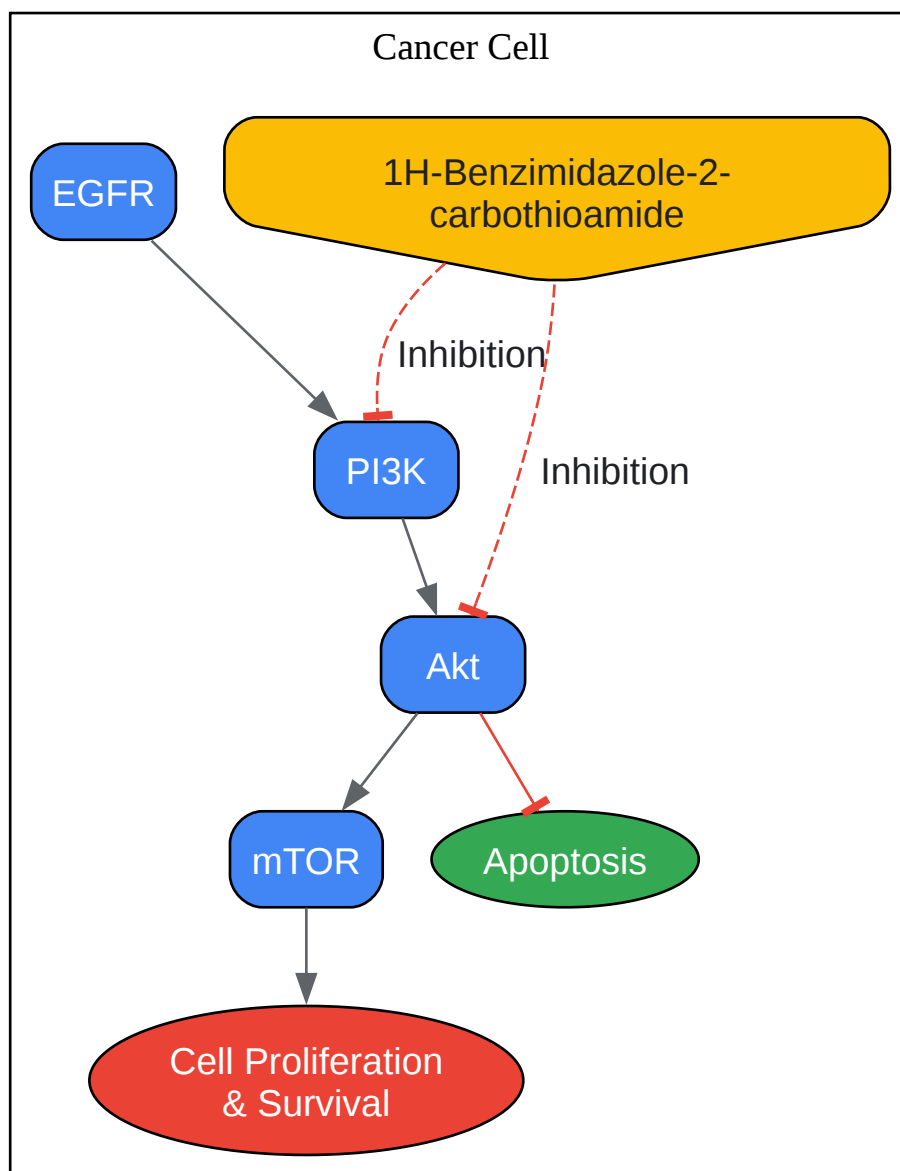 Cancer Cell
EGFR
1H-Benzimidazole-2-
carbothioamide
Inhibition
PI3K
Inhibition
Akt
mTOR
Apoptosis
Cell Proliferation
& Survival